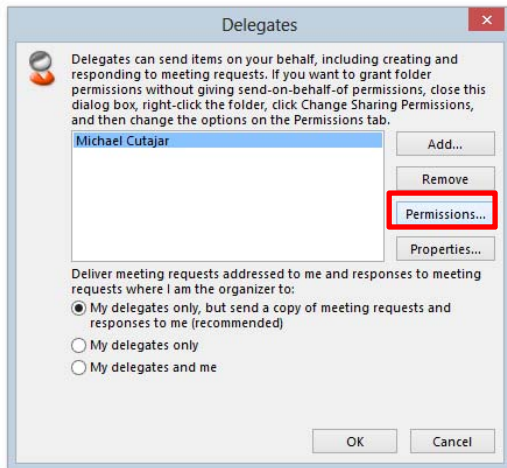 Delegates
Delegates can send items on your behalf, including creating and
responding to meeting requests. If you want to grant folder
permissions without giving send-on-behalf-of permissions, close this
dialog box, right-click the folder, click Change Sharing Permissions,
and then change the options on the Permissions tab.
Michael Cutajar
Add...
Remove
Permissions...
Properties...
Deliver meeting requests addressed to me and responses to meeting
requests where I am the organizer to:
My delegates only, but send a copy of meeting requests and
responses to me (recommended)
My delegates only
My delegates and me
OK
Cancel